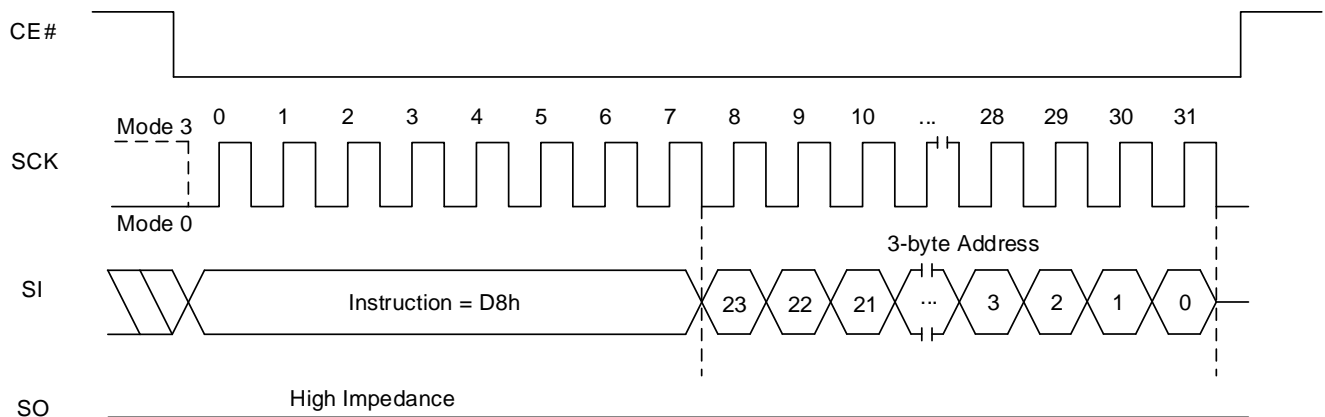 CE#
0 1 2 3 4 5 6 7 8 9 10 ... 28 29 30 31
Mode 3
SCK
Mode 0
3-byte Address
SI
Instruction = D8h 23 22 21 ... 3 2 1 0
High Impedance
SO